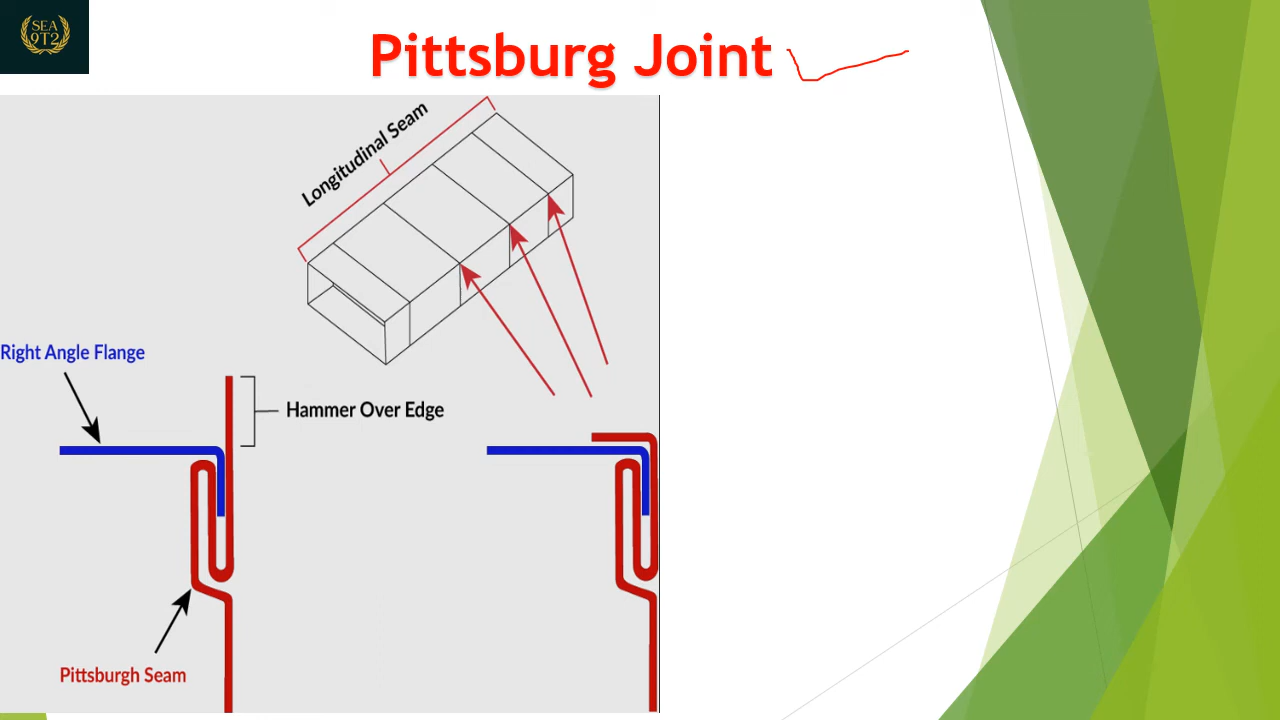 SEA
9T2
Pittsburg Joint
Longitudinal Seam
Right Angle Flange
Hammer Over Edge
Pittsburgh Seam